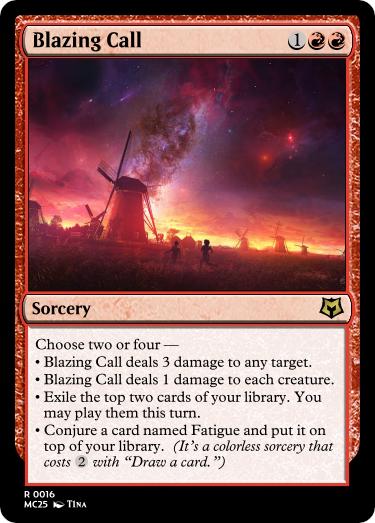 Blazing Call 1
Sorcery
Choose two or four —
• Blazing Call deals 3 damage to any target.
• Blazing Call deals 1 damage to each creature.
• Exile the top two cards of your library. You
may play them this turn.
• Conjure a card named Fatigue and put it on
top of your library. (It's a colorless sorcery that
costs 2 with “Draw a card.”)
R 0016
MC25 Tina